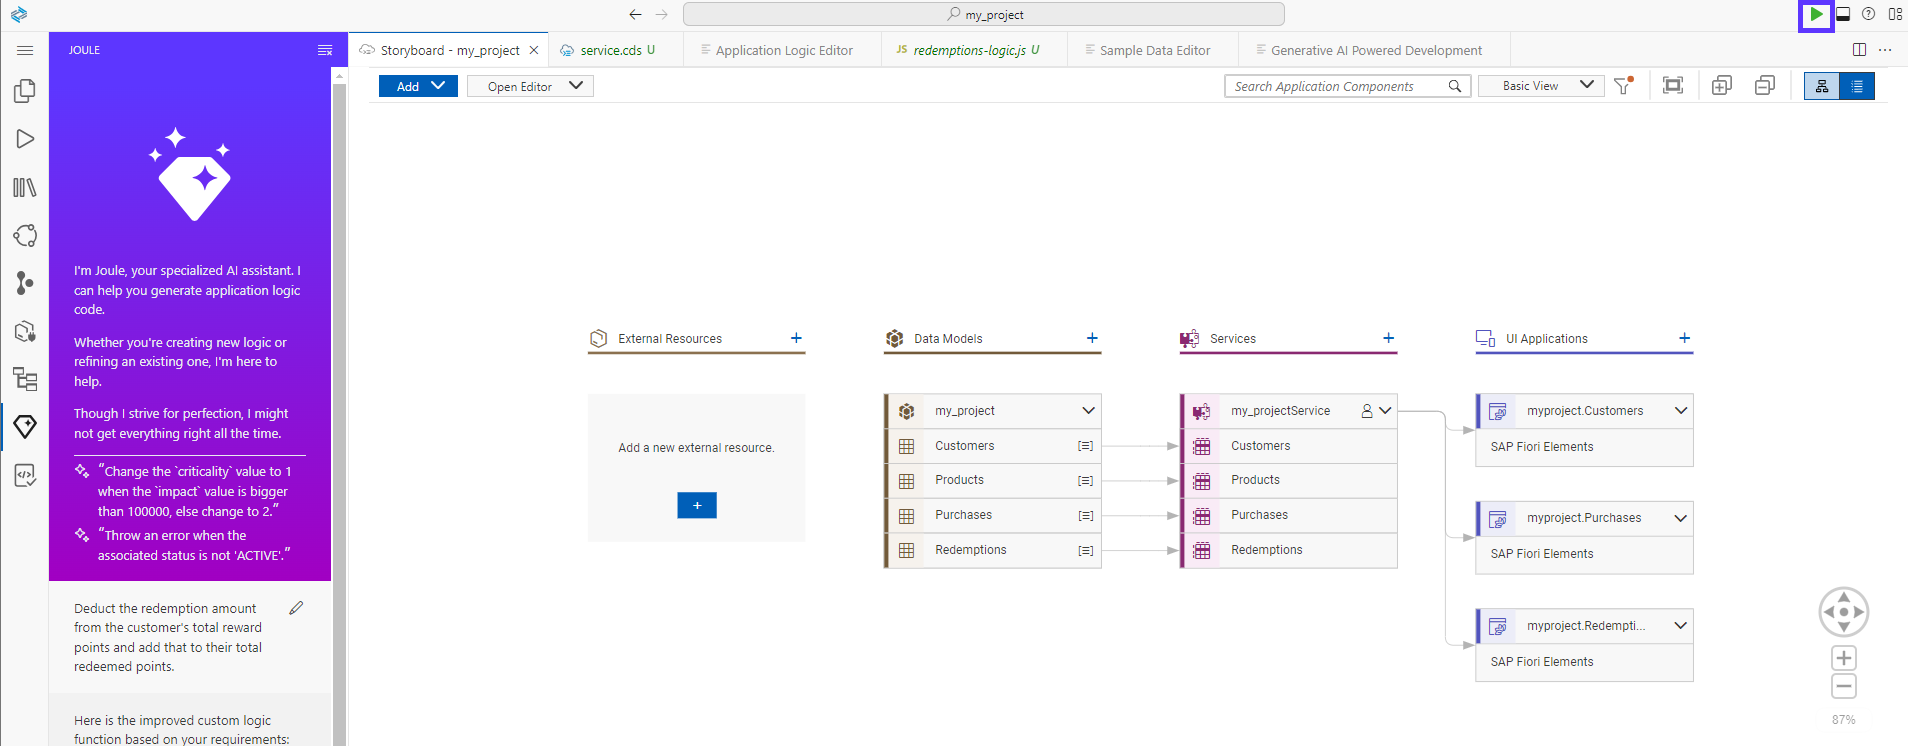 my_project
JOULE
Storyboard - my_project
service.cds U
Application Logic Editor
JS redemptions-logic.js U
Sample Data Editor
Generative AI Powered Development
Add
Open Editor
Search Application Components
Basic View
I'm Joule, your specialized AI assistant. I
can help you generate application logic
code.
Whether you're creating new logic or
refining an existing one, I'm here to
help.
Though I strive for perfection, I might
not get everything right all the time.
"Change the `criticality` value to 1
when the `impact` value is bigger
than 100000, else change to 2."
"Throw an error when the
associated status is not 'ACTIVE'."
Deduct the redemption amount
from the customer's total reward
points and add that to their total
redeemed points.
Here is the improved custom logic
function based on your requirements:
External Resources
Add a new external resource.
Data Models
my_project
Customers
Products
Purchases
Redemptions
Services
my_projectService
Customers
Products
Purchases
Redemptions
UI Applications
myproject.Customers
SAP Fiori Elements
myproject.Purchases
SAP Fiori Elements
myproject.Redempti...
SAP Fiori Elements
87%